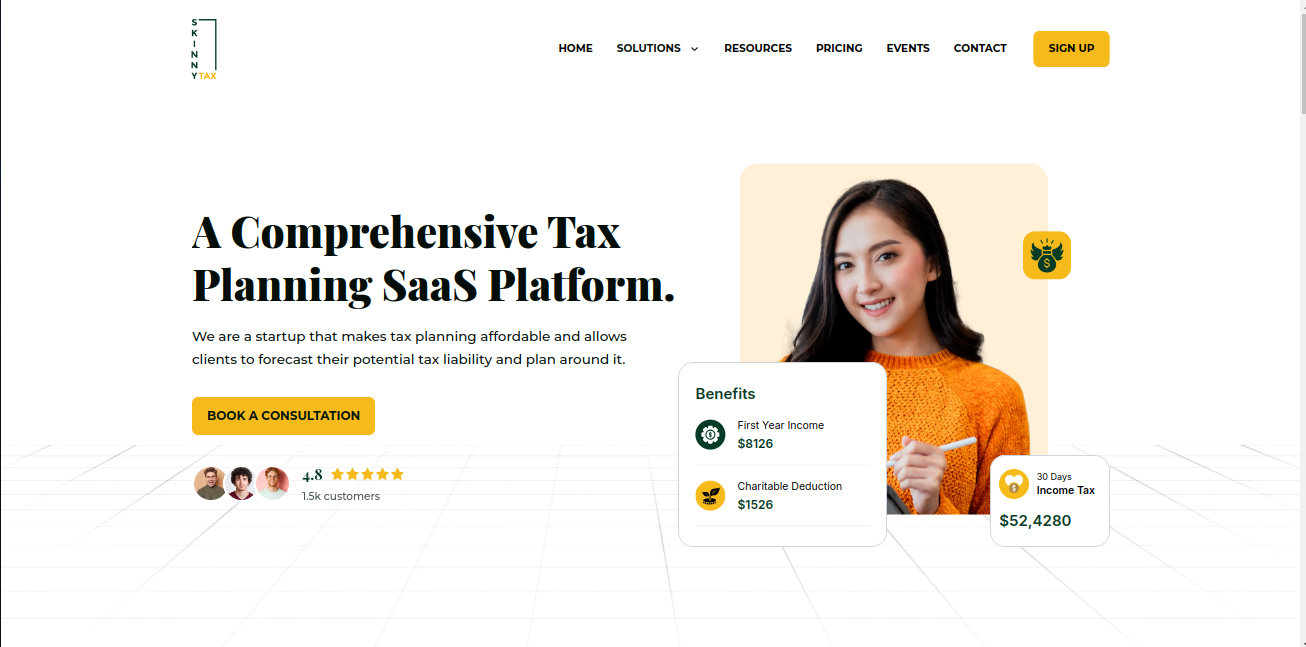 SKINNY TAX
HOME SOLUTIONS RESOURCES PRICING EVENTS CONTACT SIGN UP
A Comprehensive Tax
Planning SaaS Platform.
We are a startup that makes tax planning affordable and allows
clients to forecast their potential tax liability and plan around it.
BOOK A CONSULTATION
4.8
1.5k customers
Benefits
First Year Income
$8126
Charitable Deduction
$1526
30 Days
Income Tax
$52,4280